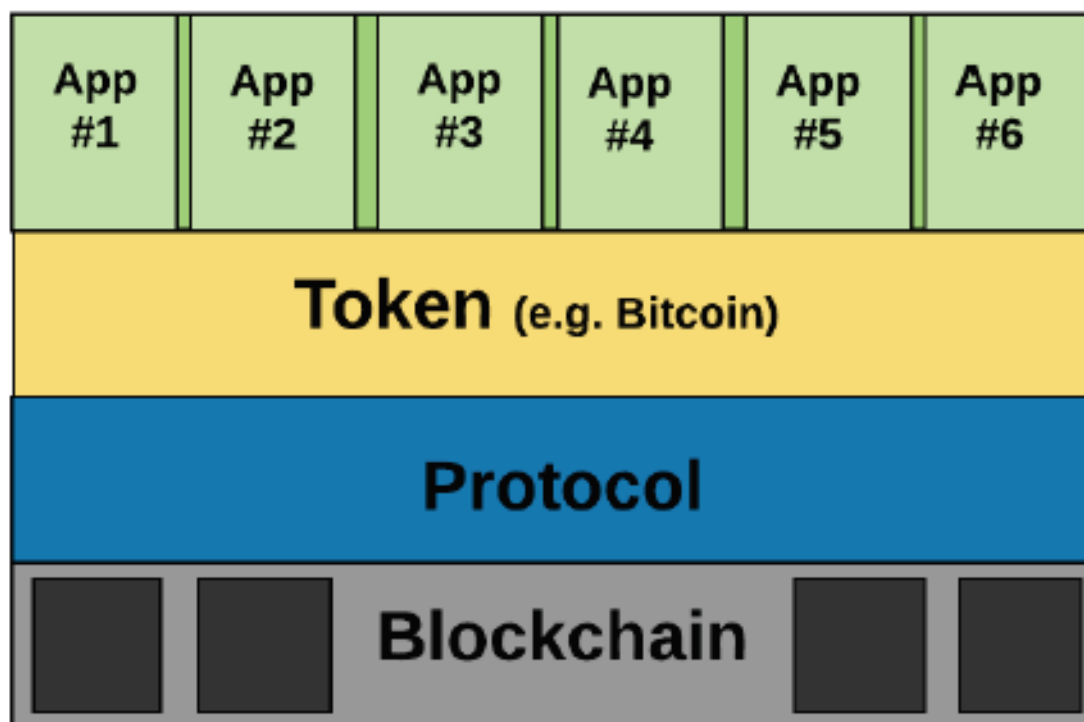 App
#1
App
#2
App
#3
App
#4
App
#5
App
#6
Token (e.g. Bitcoin)
Protocol
Blockchain